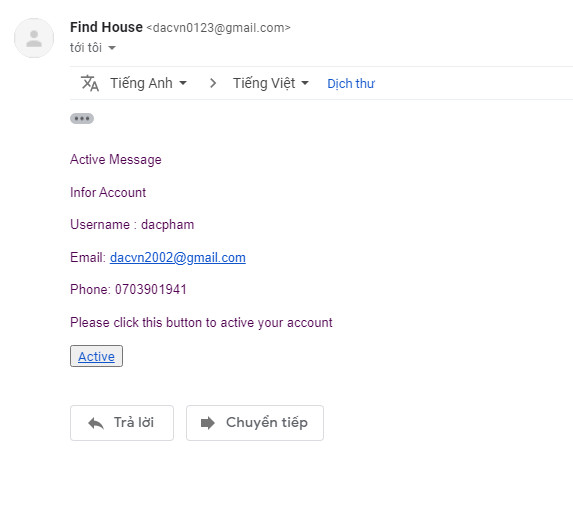 Find House <dacvn0123@gmail.com>
tới tôi
Tiếng Anh > Tiếng Việt Dịch thư
Active Message
Infor Account
Username : dacpham
Email: dacvn2002@gmail.com
Phone: 0703901941
Please click this button to active your account
Active
Trả lời Chuyển tiếp